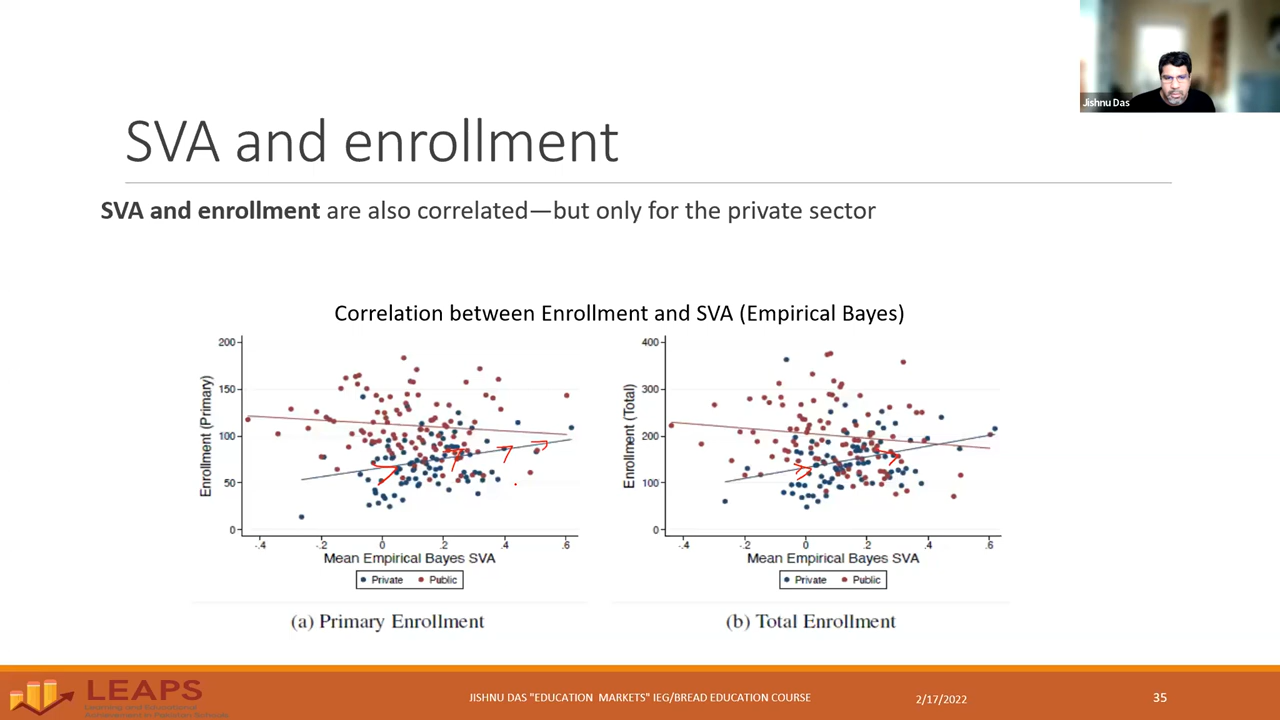 Jishnu Das
SVA and enrollment
SVA and enrollment are also correlated—but only for the private sector
Correlation between Enrollment and SVA (Empirical Bayes)
Enrollment (Primary)
200
150
100
50
0
-.4 -.2 0 .2 .4 .6
Mean Empirical Bayes SVA
Private Public
(a) Primary Enrollment
Enrollment (Total)
400
300
200
100
0
-.4 -.2 0 .2 .4 .6
Mean Empirical Bayes SVA
Private Public
(b) Total Enrollment
LEAPS
Learning and Educational
Achievement in Pakistan Schools
JISHNU DAS "EDUCATION MARKETS" IEG/BREAD EDUCATION COURSE
2/17/2022
35